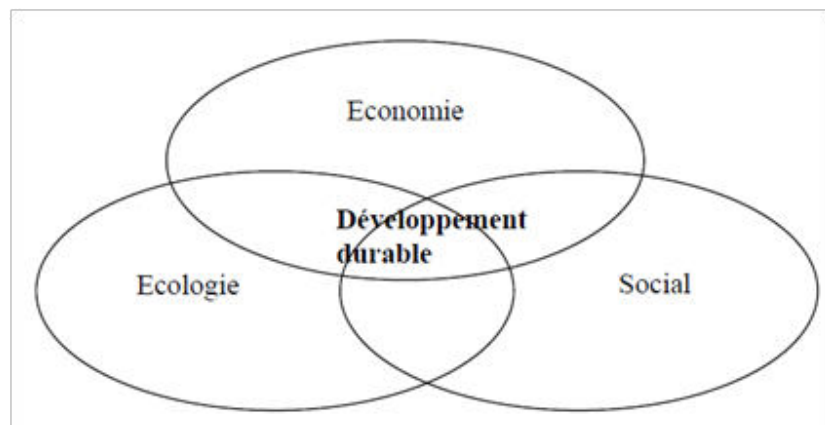 Economie
Développement
durable
Ecologie
Social